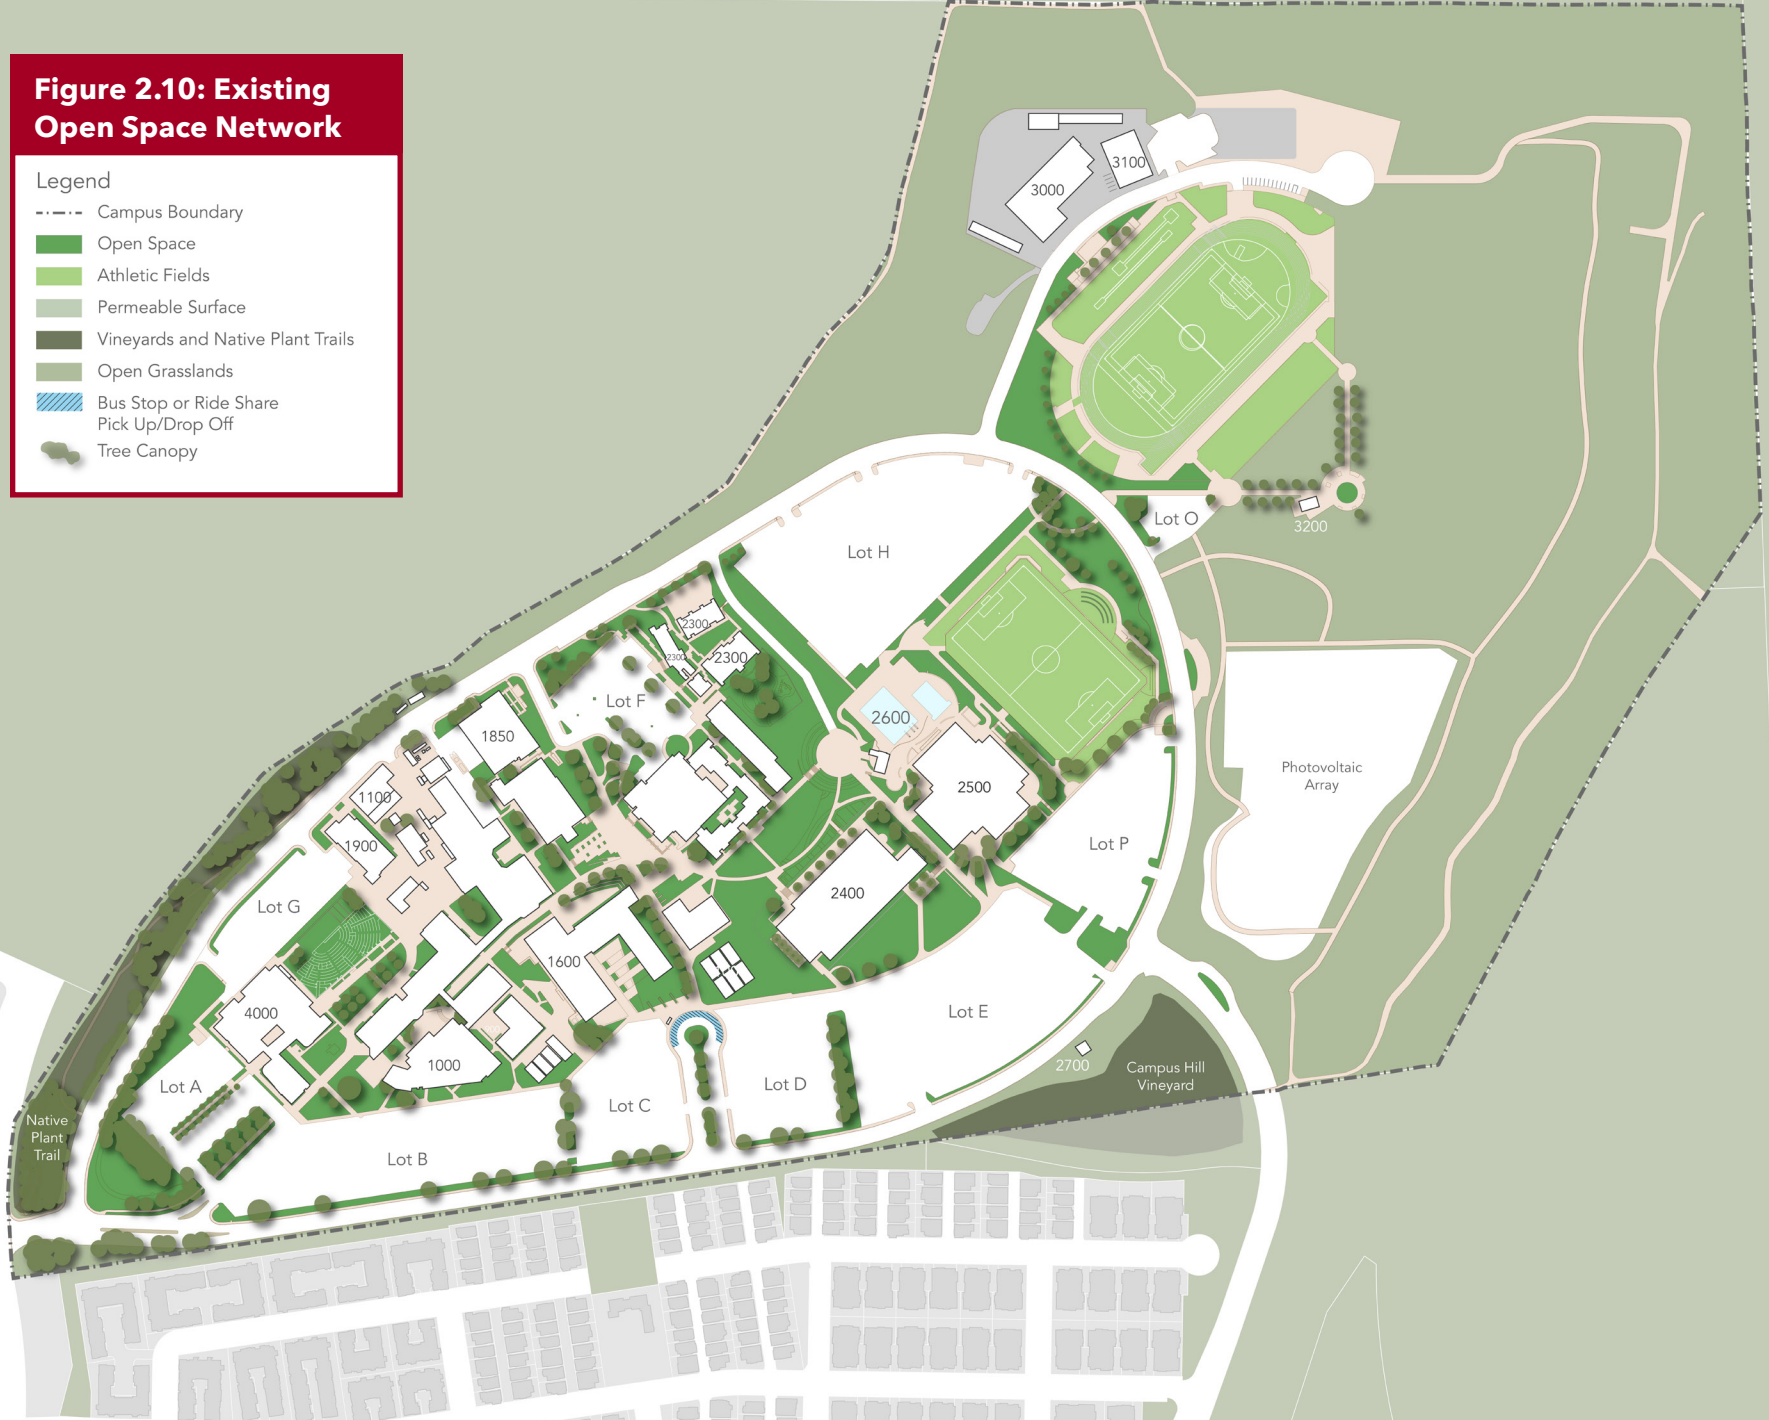 Figure 2.10: Existing
Open Space Network
Legend
Campus Boundary
Open Space
Athletic Fields
Permeable Surface
Vineyards and Native Plant Trails
Open Grasslands
Bus Stop or Ride Share
Pick Up/Drop Off
Tree Canopy
3100
3000
Lot O
3200
Lot H
2300
2300
2300
Lot F
2600
1850
2500
Photovoltaic
Array
1100
1900
Lot P
2400
Lot G
1600
4000
Lot E
1000
2700
Campus Hill
Vineyard
Lot A
Lot D
Lot C
Native
Plant
Trail
Lot B